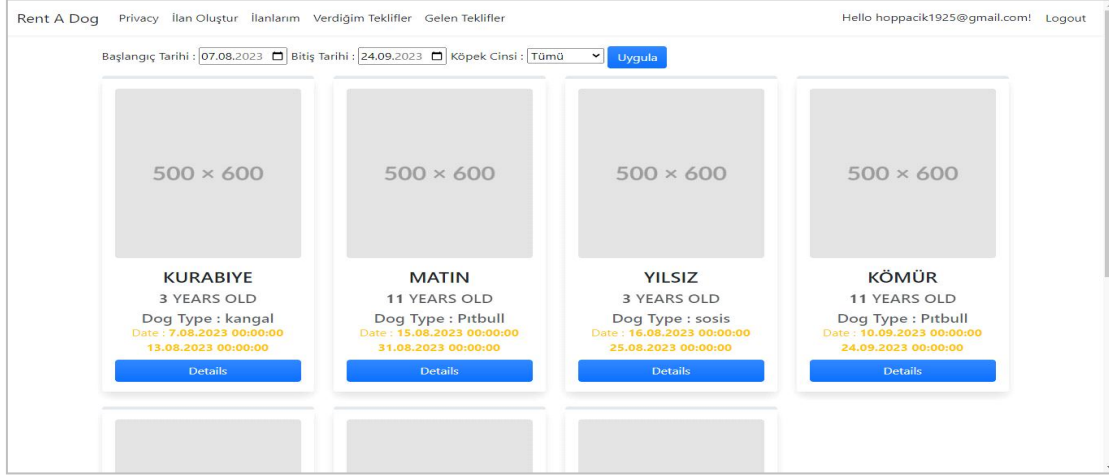 Rent A Dog Privacy İlan Oluştur İlanlarım Verdiğim Teklifler Gelen Teklifler Hello hoppacik1925@gmail.com! Logout
Başlangıç Tarihi : 07.08.2023 Bitiş Tarihi : 24.09.2023 Köpek Cinsi : Tümü Uygula
500 × 600
KURABIYE
3 YEARS OLD
Dog Type : kangal
Date : 7.08.2023 00:00:00
13.08.2023 00:00:00
Details
500 × 600
MATIN
11 YEARS OLD
Dog Type : Pıtbull
Date : 15.08.2023 00:00:00
31.08.2023 00:00:00
Details
500 × 600
YILSIZ
3 YEARS OLD
Dog Type : sosis
Date : 16.08.2023 00:00:00
25.08.2023 00:00:00
Details
500 × 600
KÖMÜR
11 YEARS OLD
Dog Type : Pıtbull
Date : 10.09.2023 00:00:00
24.09.2023 00:00:00
Details